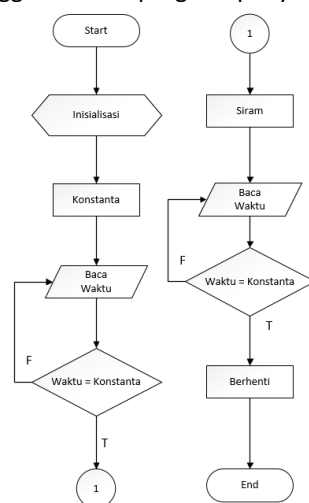 Start
Inisialisasi
Konstanta
Baca
Waktu
F
Waktu = Konstanta
T
1
1
Siram
Baca
Waktu
F
Waktu = Konstanta
T
Berhenti
End